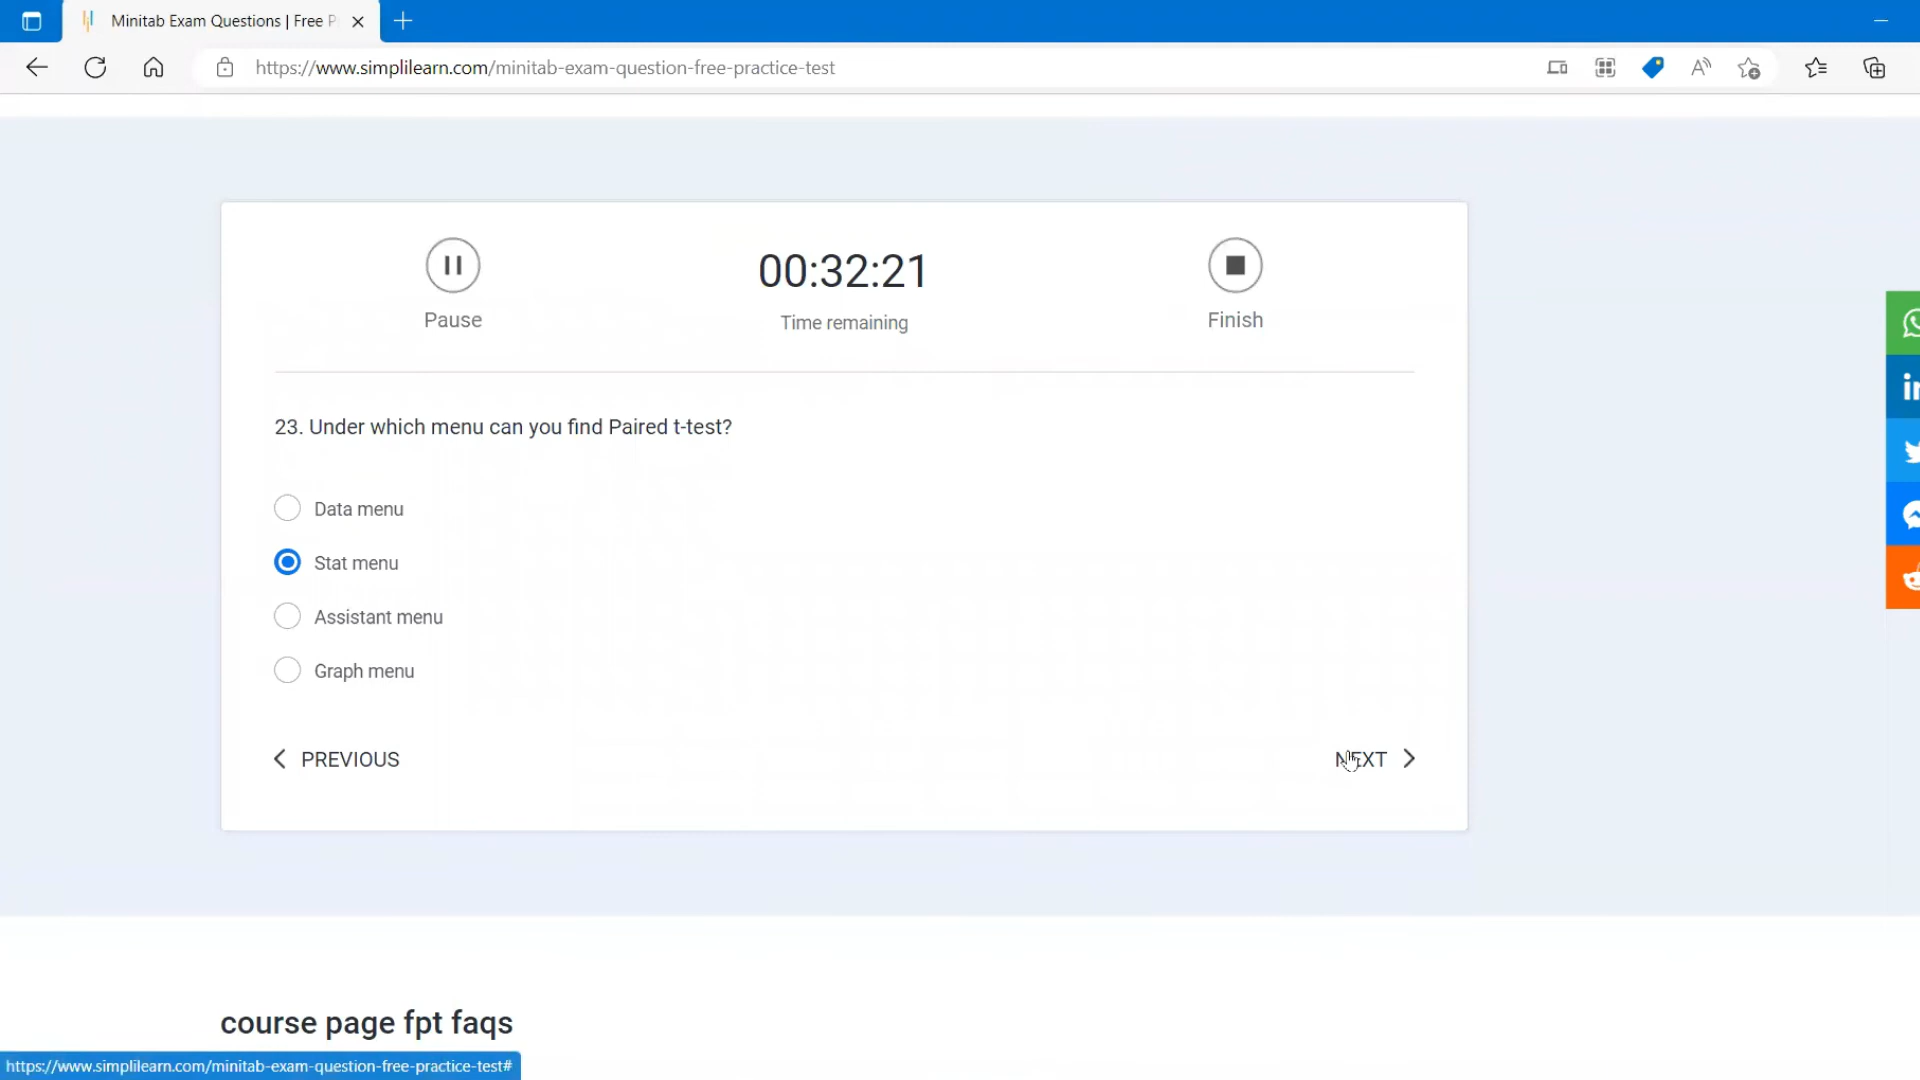 Minitab Exam Questions | Free P
https://www.simplilearn.com/minitab-exam-question-free-practice-test
00:32:21
Pause
Time remaining
Finish
23. Under which menu can you find Paired t-test?
Data menu
Stat menu
Assistant menu
Graph menu
PREVIOUS
NEXT
course page fpt faqs
https://www.simplilearn.com/minitab-exam-question-free-practice-test#